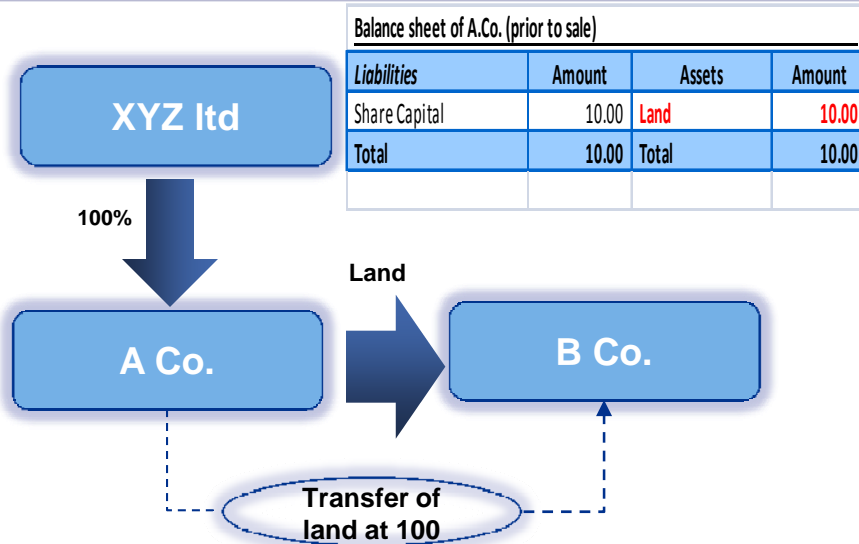 Balance sheet of A.Co. (prior to sale)
Liabilities Amount Assets Amount
Share Capital 10.00 Land 10.00
Total 10.00 Total 10.00
XYZ ltd
100%
Land
A Co.
B Co.
Transfer of
land at 100